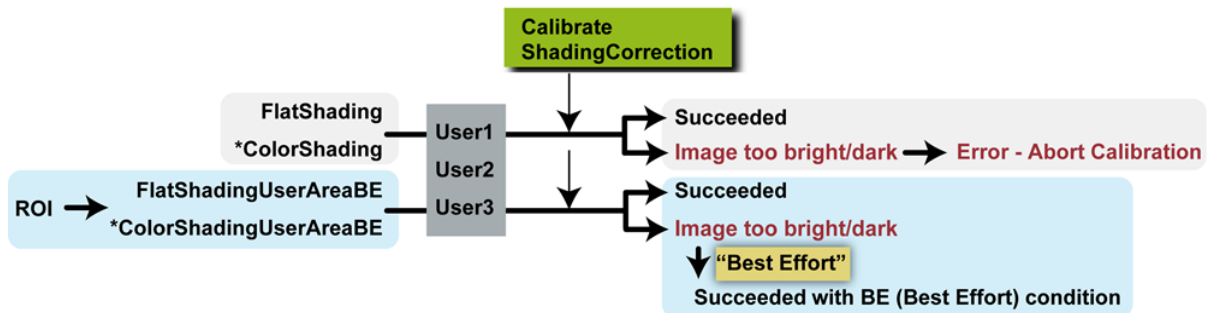 Calibrate
ShadingCorrection
FlatShading
*ColorShading
User1
User2
User3
Succeeded
Image too bright/dark
Error - Abort Calibration
ROI
FlatShadingUserAreaBE
*ColorShadingUserAreaBE
Succeeded
Image too bright/dark
“Best Effort”
Succeeded with BE (Best Effort) condition